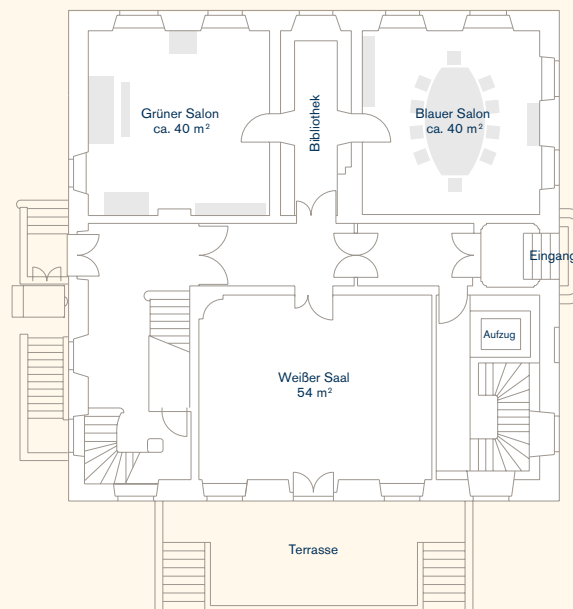 Grüner Salon
ca. 40 m²
Bibliothek
Blauer Salon
ca. 40 m²
Eingang
Aufzug
Weißer Saal
54 m²
Terrasse